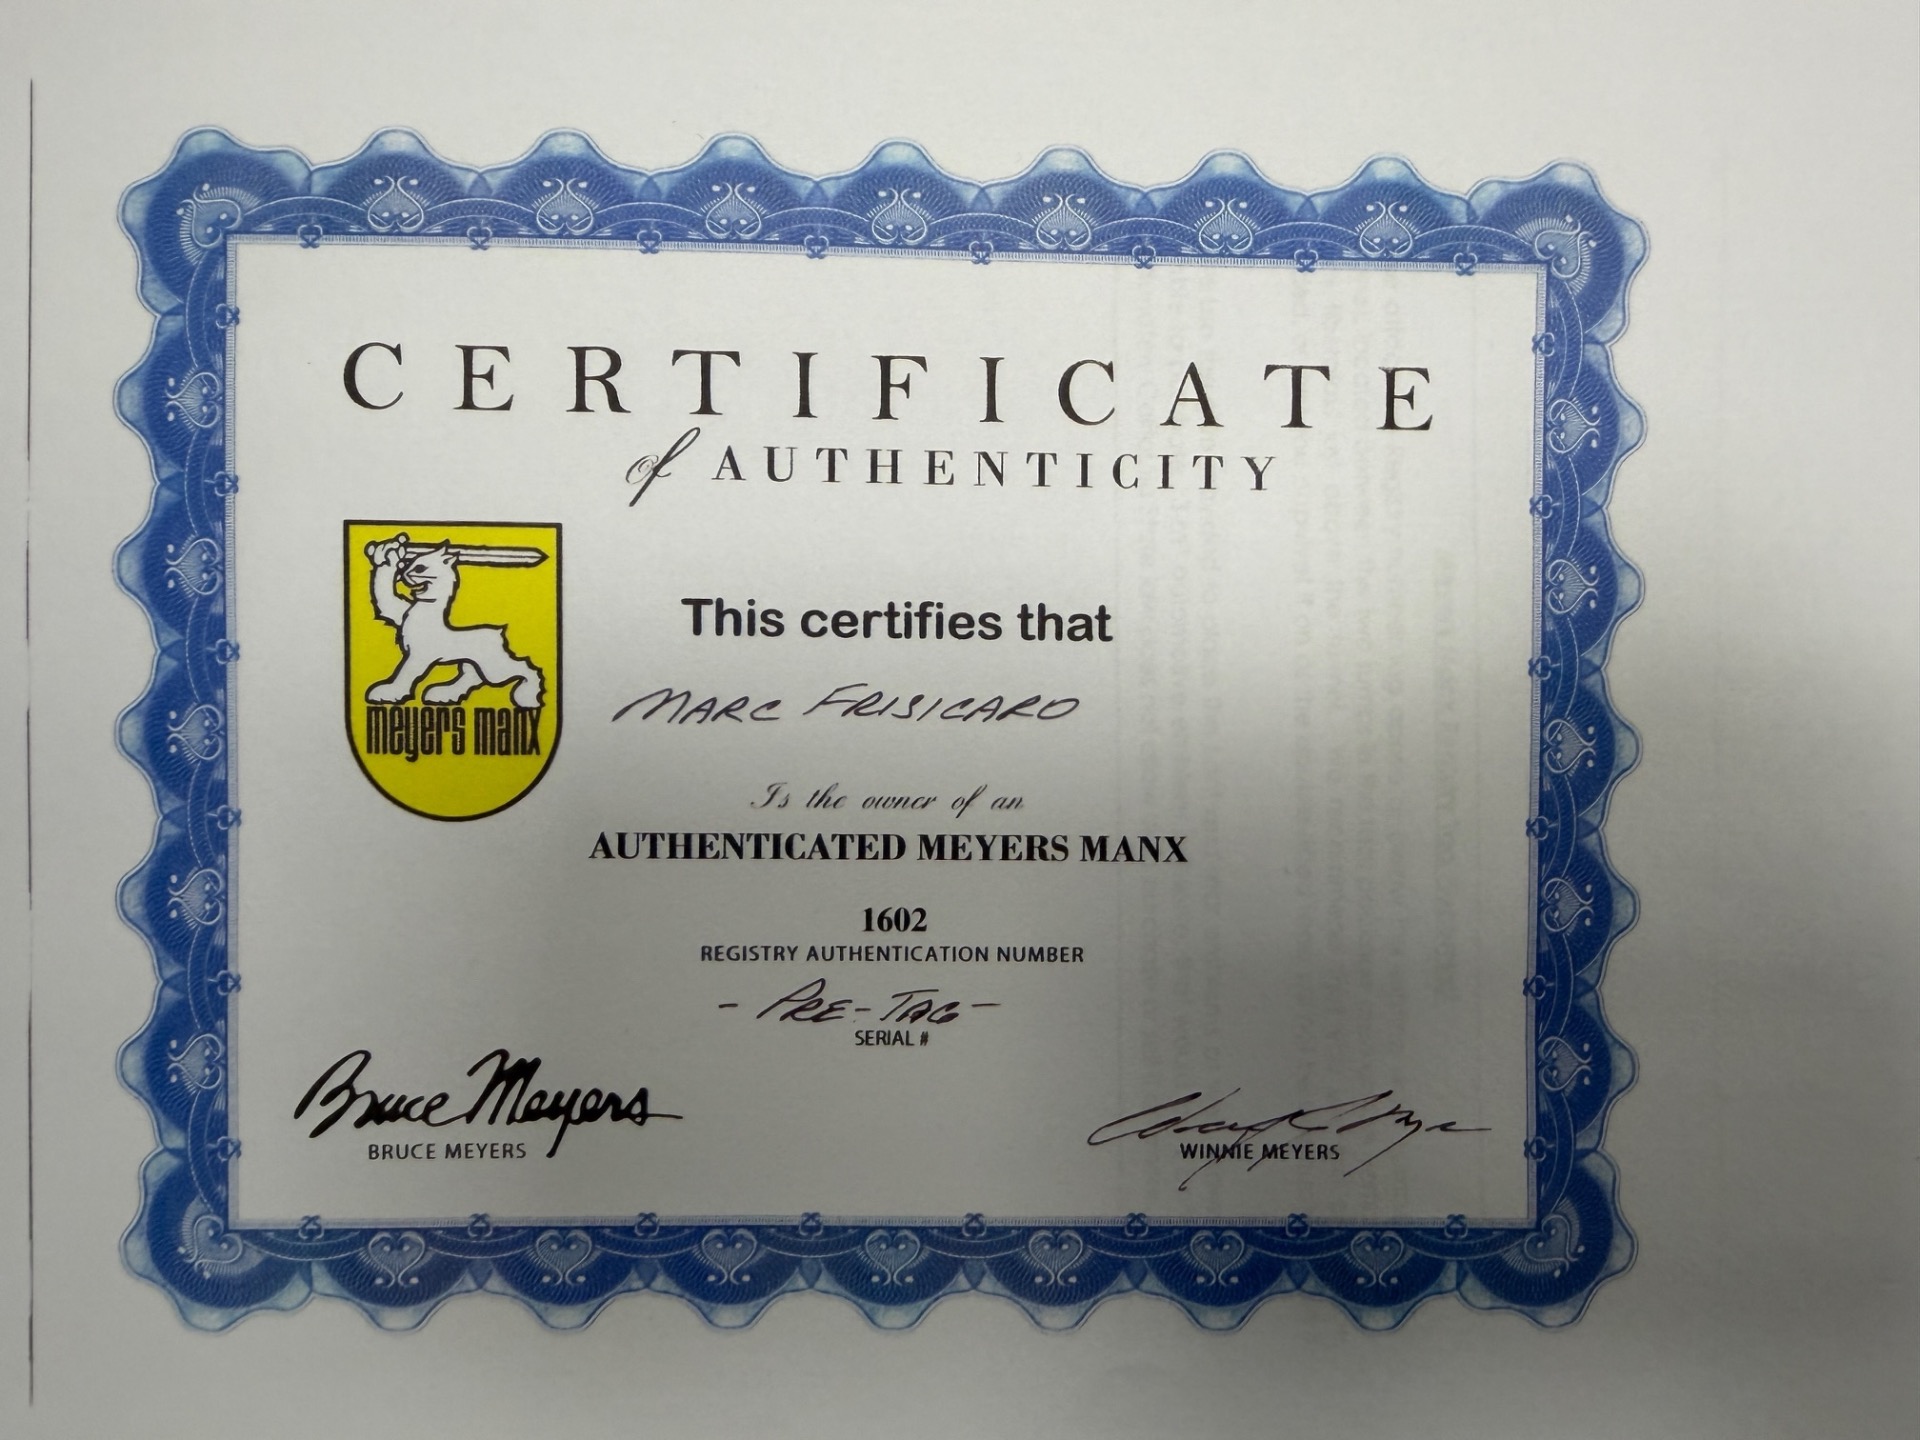 CERTIFICATE
of AUTHENTICITY
meyers manx
This certifies that
MARC FRISICARO
Is the owner of an
AUTHENTICATED MEYERS MANX
1602
REGISTRY AUTHENTICATION NUMBER
- PRE-TAG -
SERIAL #
Bruce Meyers
BRUCE MEYERS
WINNIE MEYERS